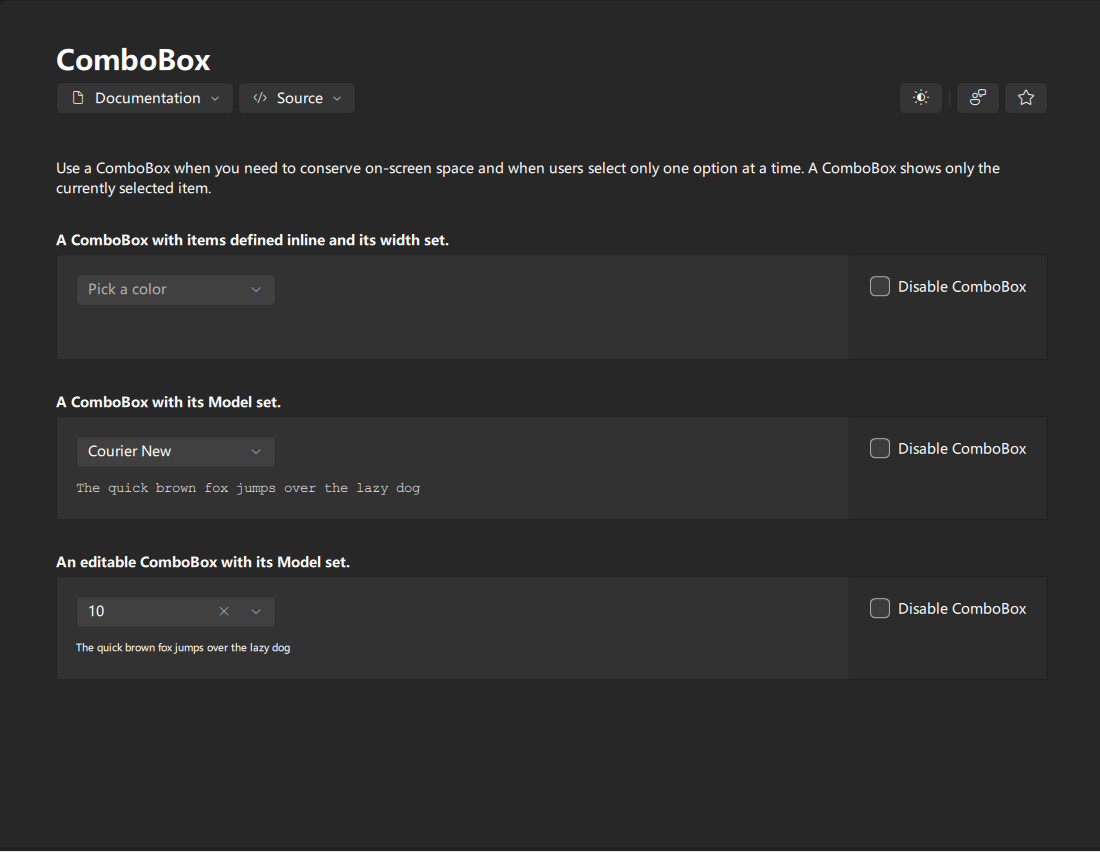 ComboBox
Documentation
Source
Use a ComboBox when you need to conserve on-screen space and when users select only one option at a time. A ComboBox shows only the
currently selected item.
A ComboBox with items defined inline and its width set.
Pick a color
Disable ComboBox
A ComboBox with its Model set.
Courier New
Disable ComboBox
The quick brown fox jumps over the lazy dog
An editable ComboBox with its Model set.
10
Disable ComboBox
The quick brown fox jumps over the lazy dog